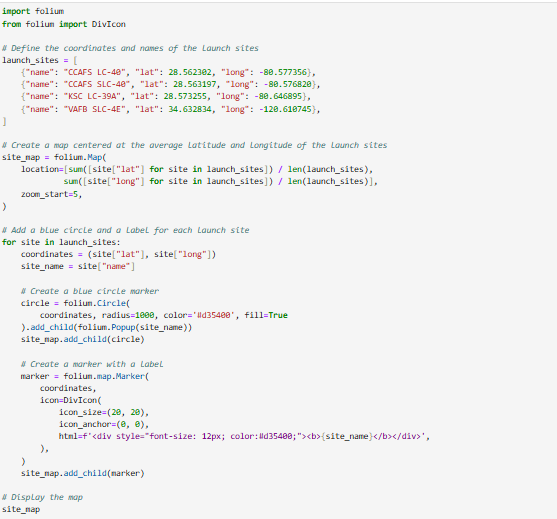 import folium
from folium import DivIcon

# Define the coordinates and names of the launch sites
launch_sites = [
    {"name": "CCAFS LC-40", "lat": 28.562302, "long": -80.577356},
    {"name": "CCAFS SLC-40", "lat": 28.563197, "long": -80.576820},
    {"name": "KSC LC-39A", "lat": 28.573255, "long": -80.646895},
    {"name": "VAFB SLC-4E", "lat": 34.632834, "long": -120.610745},
]

# Create a map centered at the average latitude and longitude of the launch sites
site_map = folium.Map(
    location=[sum([site["lat"] for site in launch_sites]) / len(launch_sites),
              sum([site["long"] for site in launch_sites]) / len(launch_sites)],
    zoom_start=5,
)

# Add a blue circle and a label for each launch site
for site in launch_sites:
    coordinates = (site["lat"], site["long"])
    site_name = site["name"]

    # Create a blue circle marker
    circle = folium.Circle(
        coordinates, radius=1000, color='#d35400', fill=True
    ).add_child(folium.Popup(site_name))
    site_map.add_child(circle)

    # Create a marker with a label
    marker = folium.map.Marker(
        coordinates,
        icon=DivIcon(
            icon_size=(20, 20),
            icon_anchor=(0, 0),
            html=f'<div style="font-size: 12px; color:#d35400;"><b>{site_name}</b></div>',
        ),
    )
    site_map.add_child(marker)

# Display the map
site_map